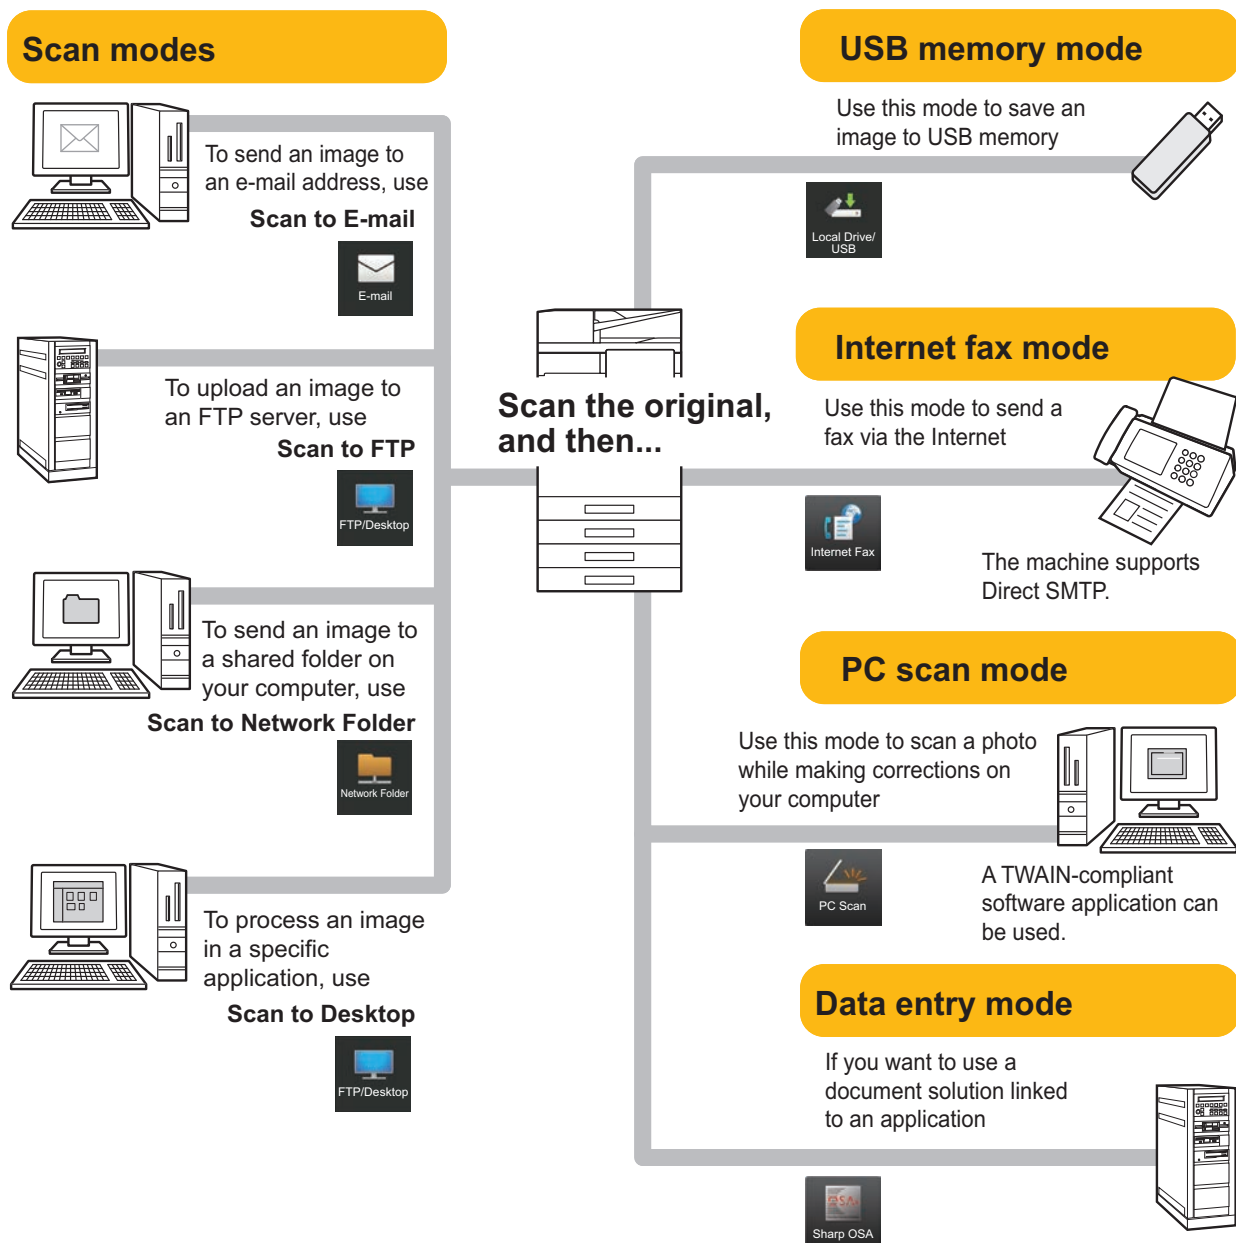 Scan modes
To send an image to
an e-mail address, use
Scan to E-mail
E-mail
To upload an image to
an FTP server, use
Scan to FTP
FTP/Desktop
To send an image to
a shared folder on
your computer, use
Scan to Network Folder
Network Folder
To process an image
in a specific
application, use
Scan to Desktop
FTP/Desktop
Scan the original,
and then...
USB memory mode
Use this mode to save an
image to USB memory
Local Drive/
USB
Internet fax mode
Use this mode to send a
fax via the Internet
Internet Fax
The machine supports
Direct SMTP.
PC scan mode
Use this mode to scan a photo
while making corrections on
your computer
PC Scan
A TWAIN-compliant
software application can
be used.
Data entry mode
If you want to use a
document solution linked
to an application
OSA
Sharp OSA